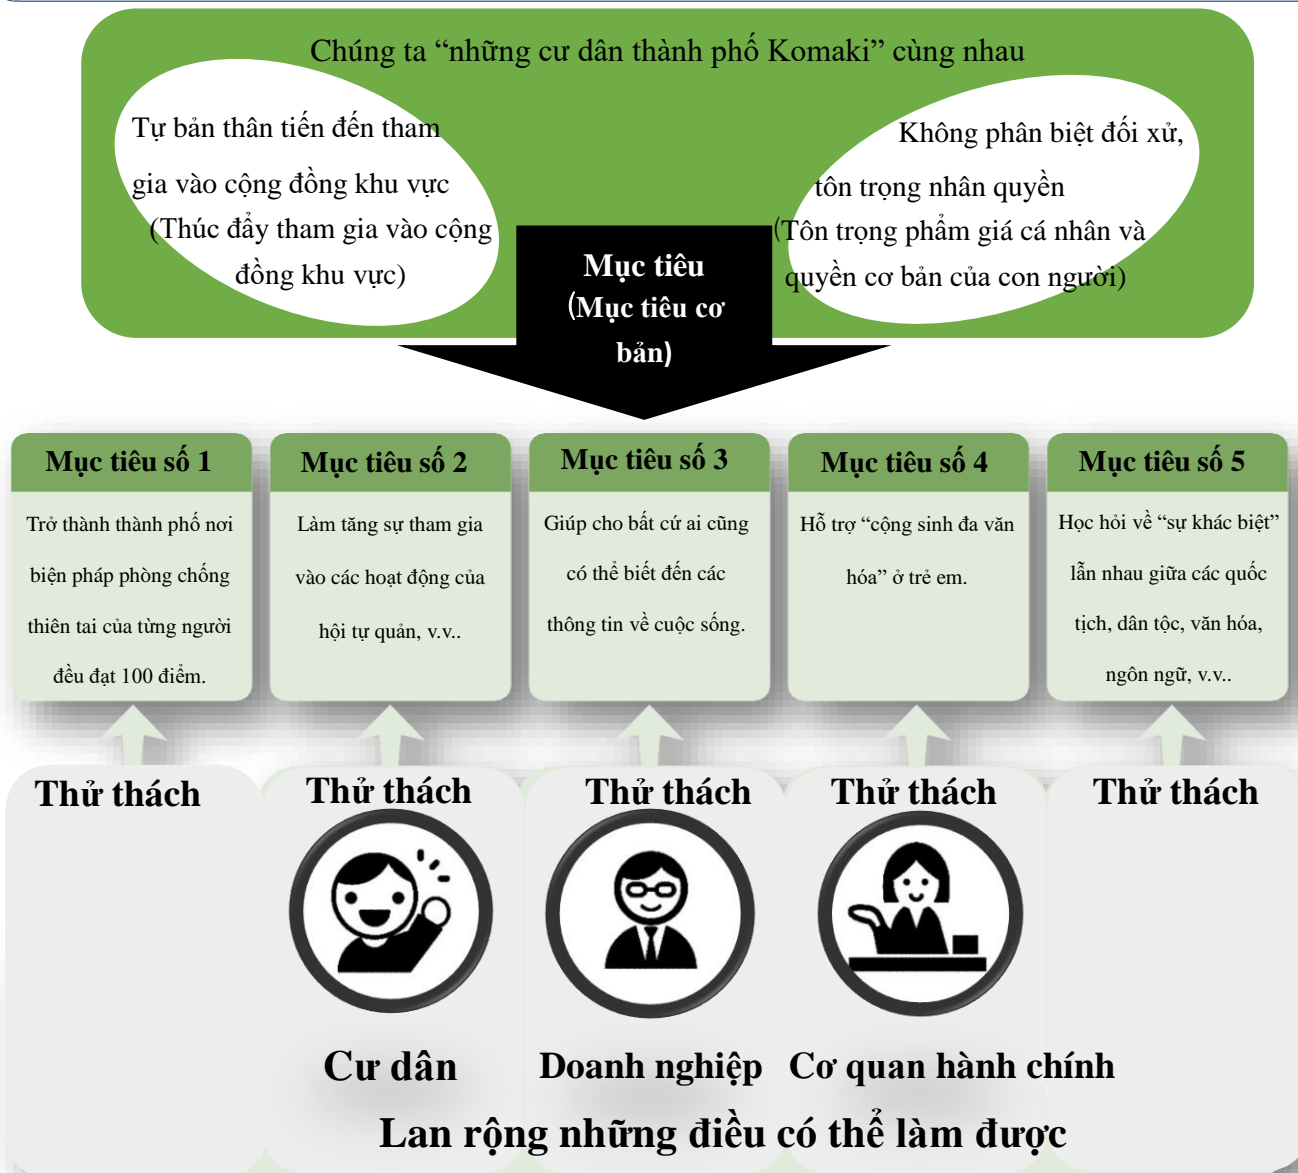 Chúng ta “những cư dân thành phố Komaki” cùng nhau
Tự bản thân tiến đến tham
gia vào cộng đồng khu vực
(Thúc đẩy tham gia vào cộng
đồng khu vực)
Không phân biệt đối xử,
tôn trọng nhân quyền
(Tôn trọng phẩm giá cá nhân và
quyền cơ bản của con người)
Mục tiêu
(Mục tiêu cơ
bản)
Mục tiêu số 1
Trở thành thành phố nơi
biện pháp phòng chống
thiên tai của từng người
đều đạt 100 điểm.
Mục tiêu số 2
Làm tăng sự tham gia
vào các hoạt động của
hội tự quản, v.v..
Mục tiêu số 3
Giúp cho bất cứ ai cũng
có thể biết đến các
thông tin về cuộc sống.
Mục tiêu số 4
Hỗ trợ “cộng sinh đa văn
hóa” ở trẻ em.
Mục tiêu số 5
Học hỏi về “sự khác biệt”
lẫn nhau giữa các quốc
tịch, dân tộc, văn hóa,
ngôn ngữ, v.v..
Thử thách
Thử thách
Thử thách
Thử thách
Thử thách
Cư dân
Doanh nghiệp
Cơ quan hành chính
Lan rộng những điều có thể làm được